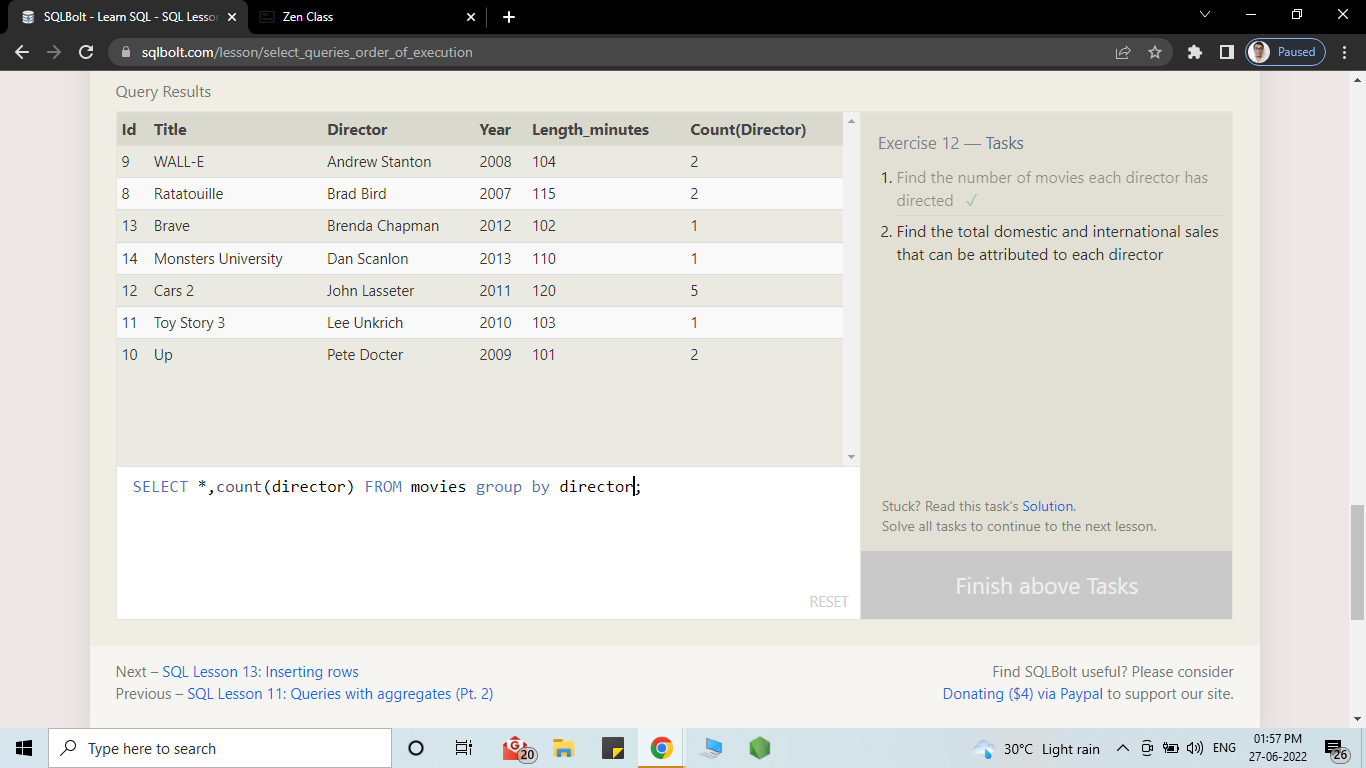 SQLBolt - Learn SQL - SQL Lesson
Zen Class
sqlbolt.com/lesson/select_queries_order_of_execution
Paused
Query Results
Id Title Director Year Length_minutes Count(Director)
9 WALL-E Andrew Stanton 2008 104 2
8 Ratatouille Brad Bird 2007 115 2
13 Brave Brenda Chapman 2012 102 1
14 Monsters University Dan Scanlon 2013 110 1
12 Cars 2 John Lasseter 2011 120 5
11 Toy Story 3 Lee Unkrich 2010 103 1
10 Up Pete Docter 2009 101 2
SELECT *,count(director) FROM movies group by director;
RESET
Exercise 12 — Tasks
1. Find the number of movies each director has
directed ✓
2. Find the total domestic and international sales
that can be attributed to each director
Stuck? Read this task's Solution.
Solve all tasks to continue to the next lesson.
Finish above Tasks
Next – SQL Lesson 13: Inserting rows
Previous – SQL Lesson 11: Queries with aggregates (Pt. 2)
Find SQLBolt useful? Please consider
Donating ($4) via Paypal to support our site.
Type here to search
G 20
30°C Light rain
ENG
01:57 PM
27-06-2022
26